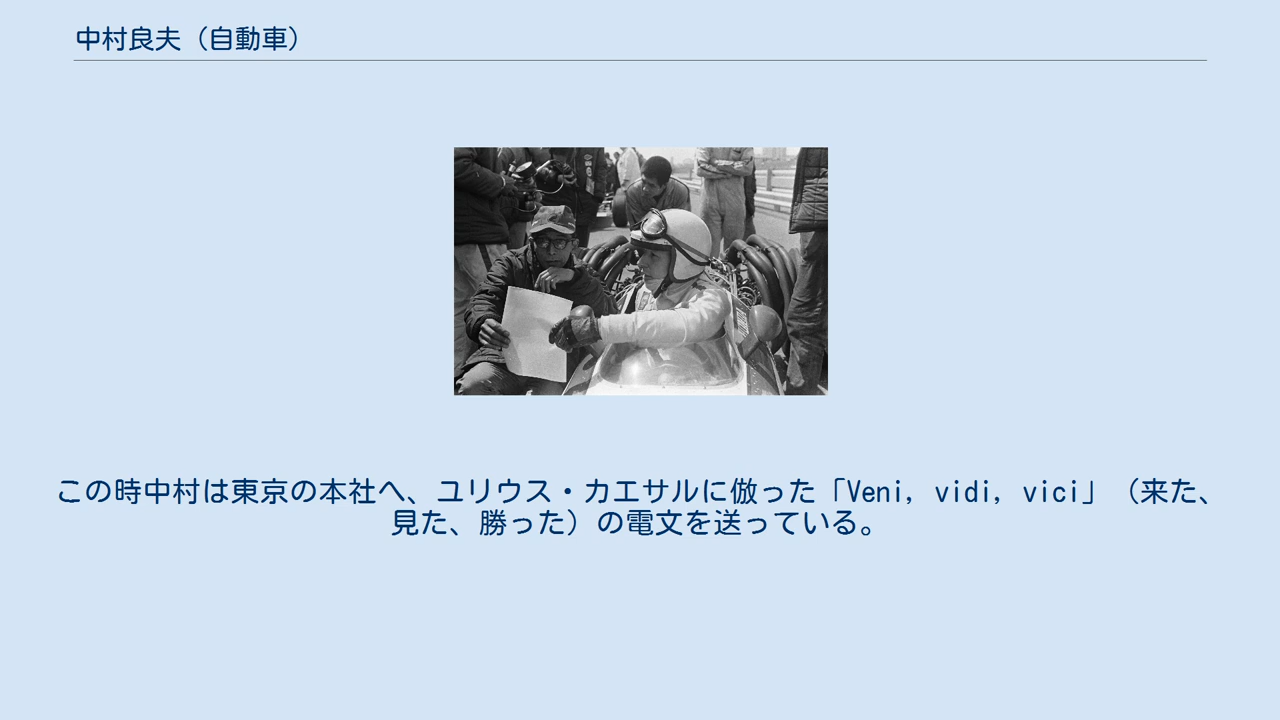 中村良夫（自動車）
この時中村は東京の本社へ、ユリウス・カエサルに倣った「Veni, vidi, vici」（来た、
見た、勝った）の電文を送っている。